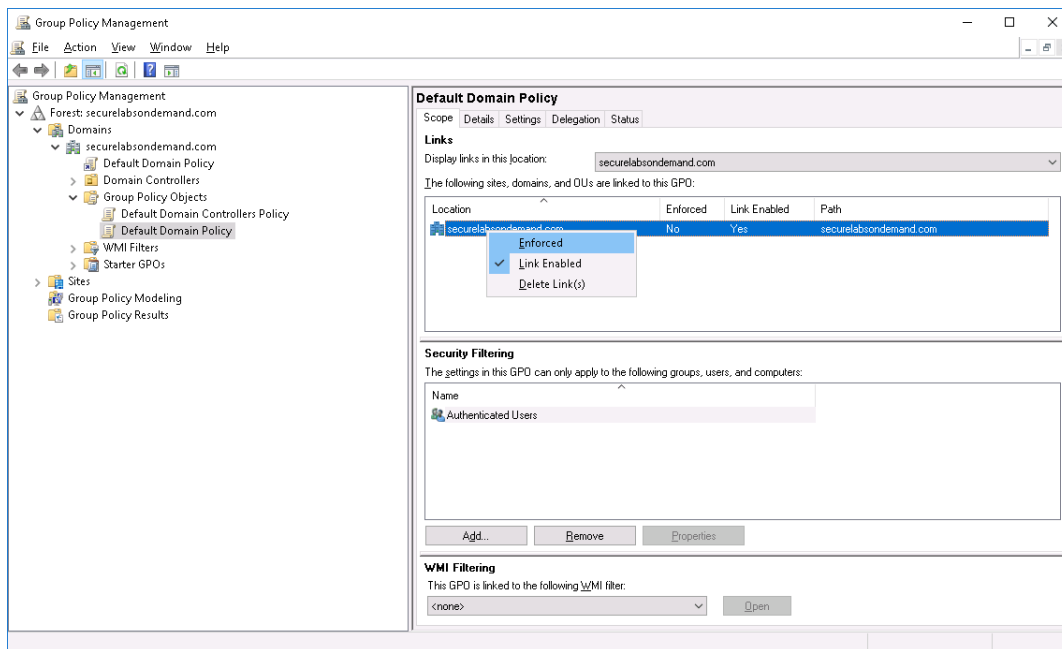 Group Policy Management
File Action View Window Help
Group Policy Management
Forest: securelabsondemand.com
Domains
securelabsondemand.com
Default Domain Policy
Domain Controllers
Group Policy Objects
Default Domain Controllers Policy
Default Domain Policy
WMI Filters
Starter GPOs
Sites
Group Policy Modeling
Group Policy Results
Default Domain Policy
Scope Details Settings Delegation Status
Links
Display links in this location: securelabsondemand.com
The following sites, domains, and OUs are linked to this GPO:
Location Enforced Link Enabled Path
securelabsondemand.com No Yes securelabsondemand.com
Enforced
Link Enabled
Delete Link(s)
Security Filtering
The settings in this GPO can only apply to the following groups, users, and computers:
Name
Authenticated Users
Add... Remove Properties
WMI Filtering
This GPO is linked to the following WMI filter:
<none> Open